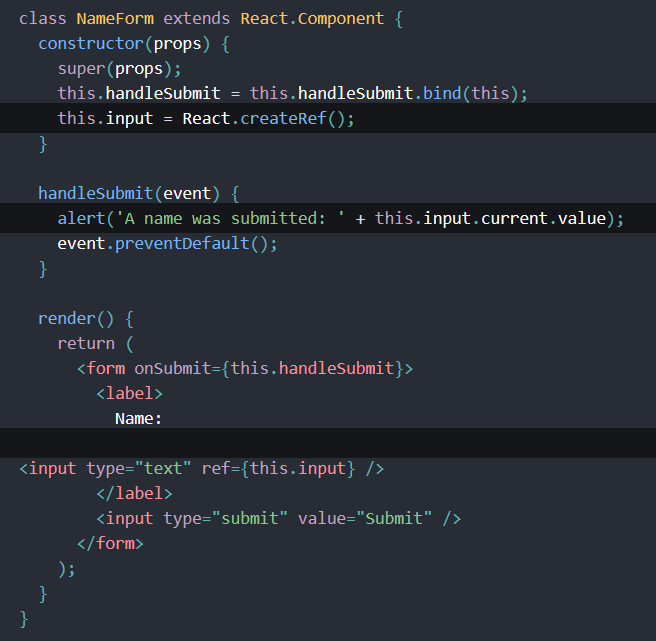 class NameForm extends React.Component {
  constructor(props) {
    super(props);
    this.handleSubmit = this.handleSubmit.bind(this);
    this.input = React.createRef();
  }

  handleSubmit(event) {
    alert('A name was submitted: ' + this.input.current.value);
    event.preventDefault();
  }

  render() {
    return (
      <form onSubmit={this.handleSubmit}>
        <label>
          Name:

<input type="text" ref={this.input} />
        </label>
        <input type="submit" value="Submit" />
      </form>
    );
  }
}